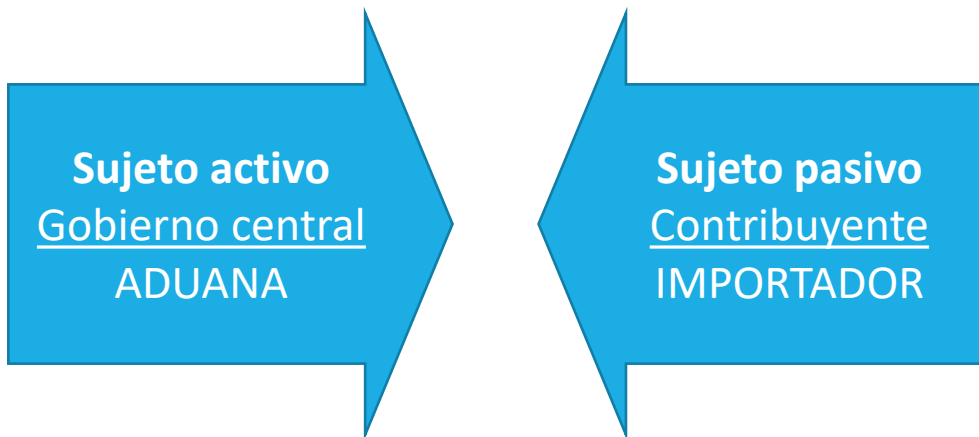 Sujeto activo
Gobierno central
ADUANA
Sujeto pasivo
Contribuyente
IMPORTADOR